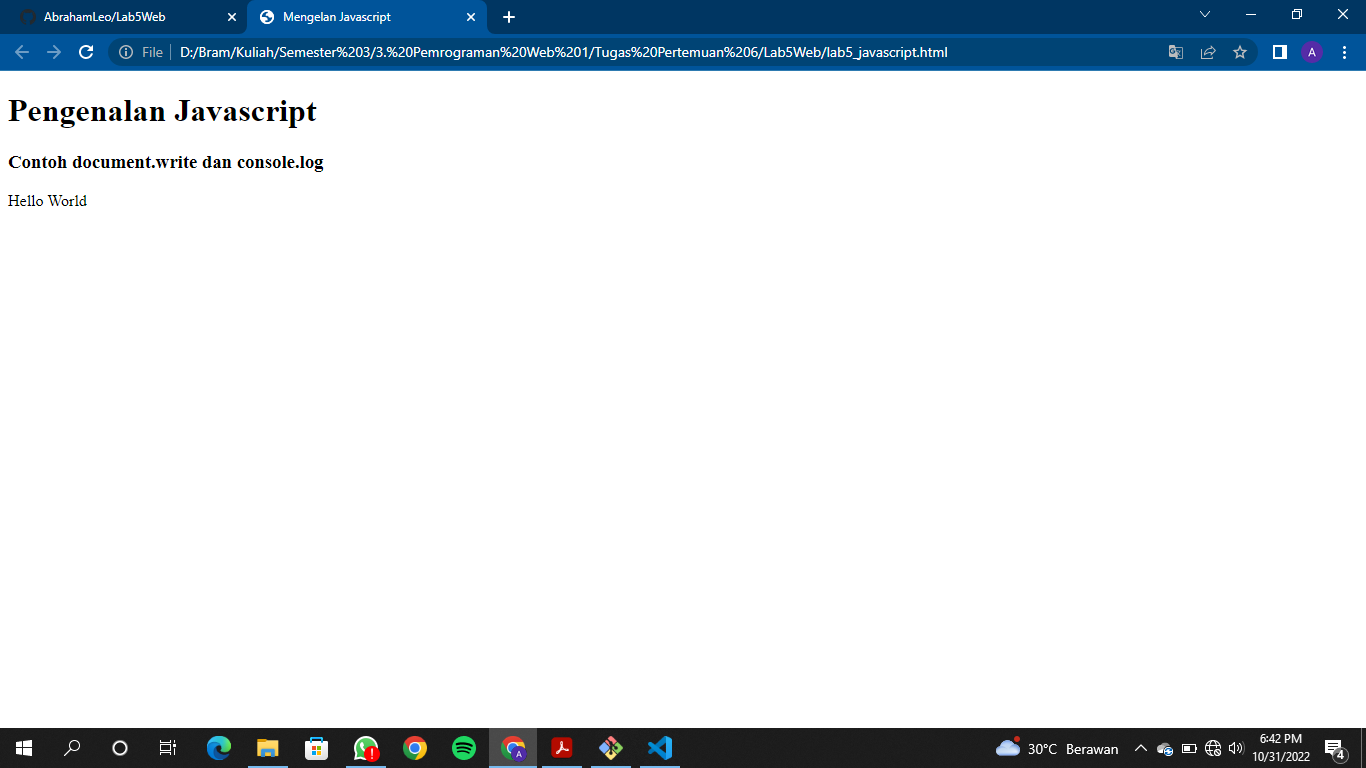 AbrahamLeo/Lab5Web
Mengelan Javascript
File
D:/Bram/Kuliah/Semester%203/3.%20Pemrograman%20Web%201/Tugas%20Pertemuan%206/Lab5Web/lab5_javascript.html
A
Pengenalan Javascript
Contoh document.write dan console.log
Hello World
A
30°C Berawan
6:42 PM
10/31/2022
4